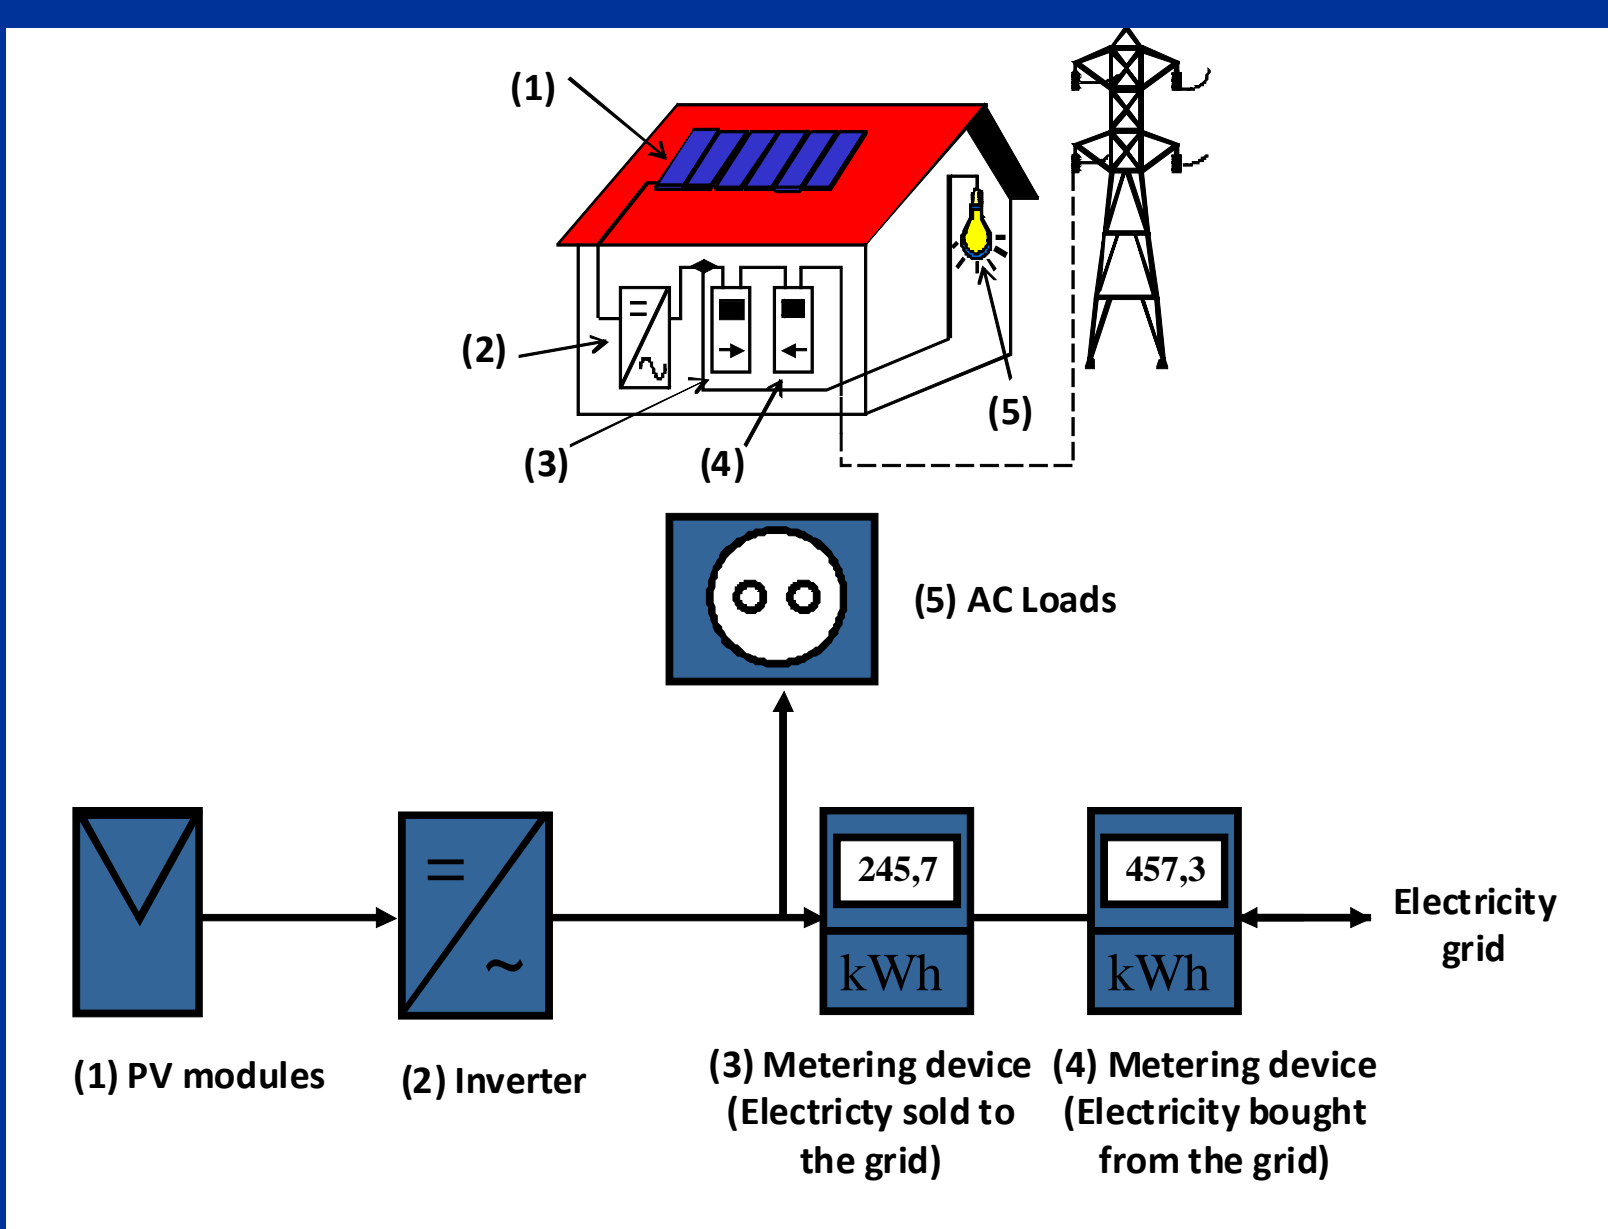 (1)
(2)
(3)
(4)
(5)
(5) AC Loads
245,7
kWh
457,3
kWh
Electricity
grid
(1) PV modules
(2) Inverter
(3) Metering device
(Electricty sold to
the grid)
(4) Metering device
(Electricity bought
from the grid)